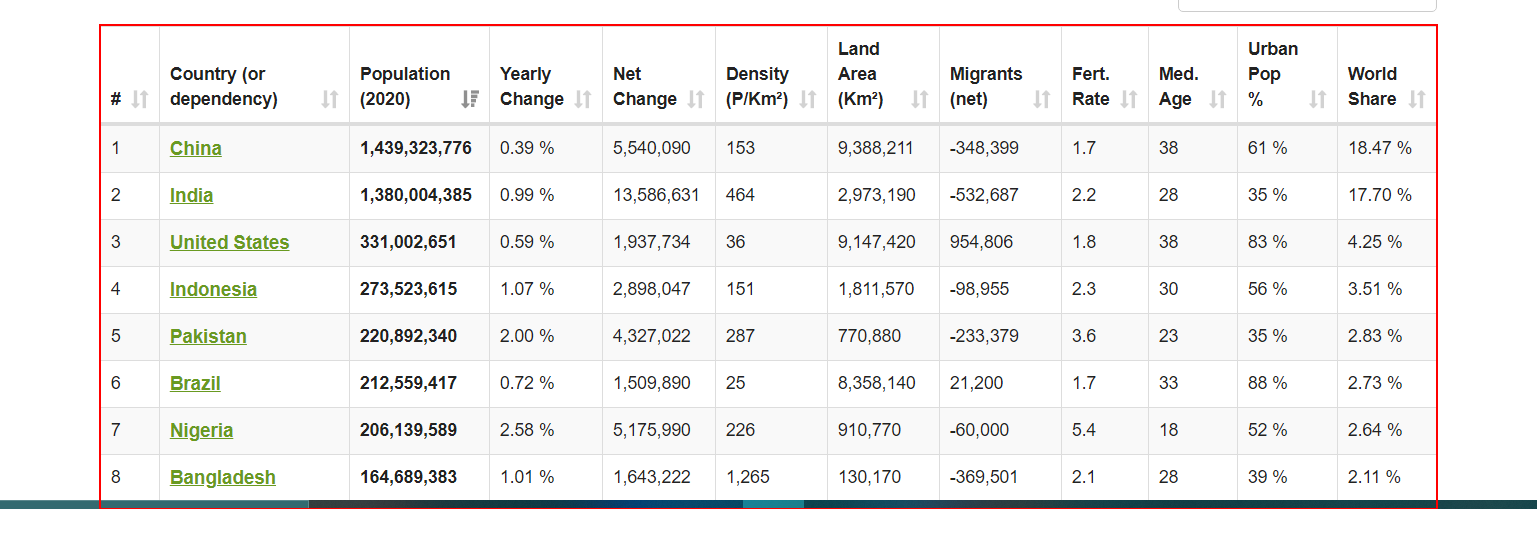 # Country (or dependency) Population (2020) Yearly Change Net Change Density (P/Km²) Land Area (Km²) Migrants (net) Fert. Rate Med. Age Urban Pop % World Share
1 China 1,439,323,776 0.39 % 5,540,090 153 9,388,211 -348,399 1.7 38 61 % 18.47 %
2 India 1,380,004,385 0.99 % 13,586,631 464 2,973,190 -532,687 2.2 28 35 % 17.70 %
3 United States 331,002,651 0.59 % 1,937,734 36 9,147,420 954,806 1.8 38 83 % 4.25 %
4 Indonesia 273,523,615 1.07 % 2,898,047 151 1,811,570 -98,955 2.3 30 56 % 3.51 %
5 Pakistan 220,892,340 2.00 % 4,327,022 287 770,880 -233,379 3.6 23 35 % 2.83 %
6 Brazil 212,559,417 0.72 % 1,509,890 25 8,358,140 21,200 1.7 33 88 % 2.73 %
7 Nigeria 206,139,589 2.58 % 5,175,990 226 910,770 -60,000 5.4 18 52 % 2.64 %
8 Bangladesh 164,689,383 1.01 % 1,643,222 1,265 130,170 -369,501 2.1 28 39 % 2.11 %